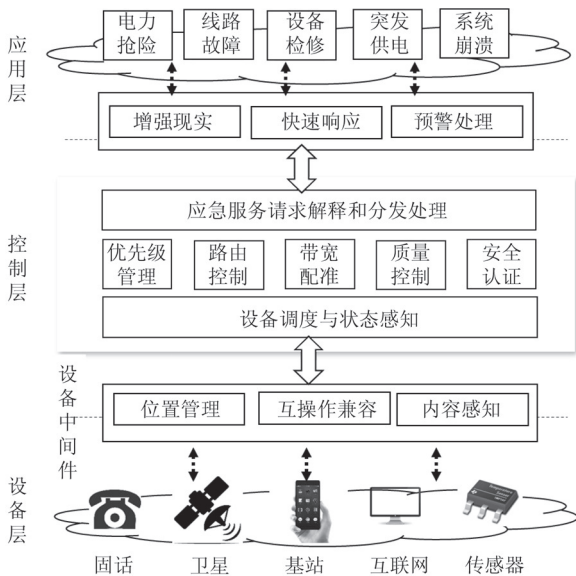 应用层
电力抢险
线路故障
设备检修
突发供电
系统崩溃
增强现实
快速响应
预警处理
控制层
应急服务请求解释和分发处理
优先级管理
路由控制
带宽配准
质量控制
安全认证
设备调度与状态感知
设备中间件
位置管理
互操作兼容
内容感知
设备层
固话
卫星
基站
互联网
传感器